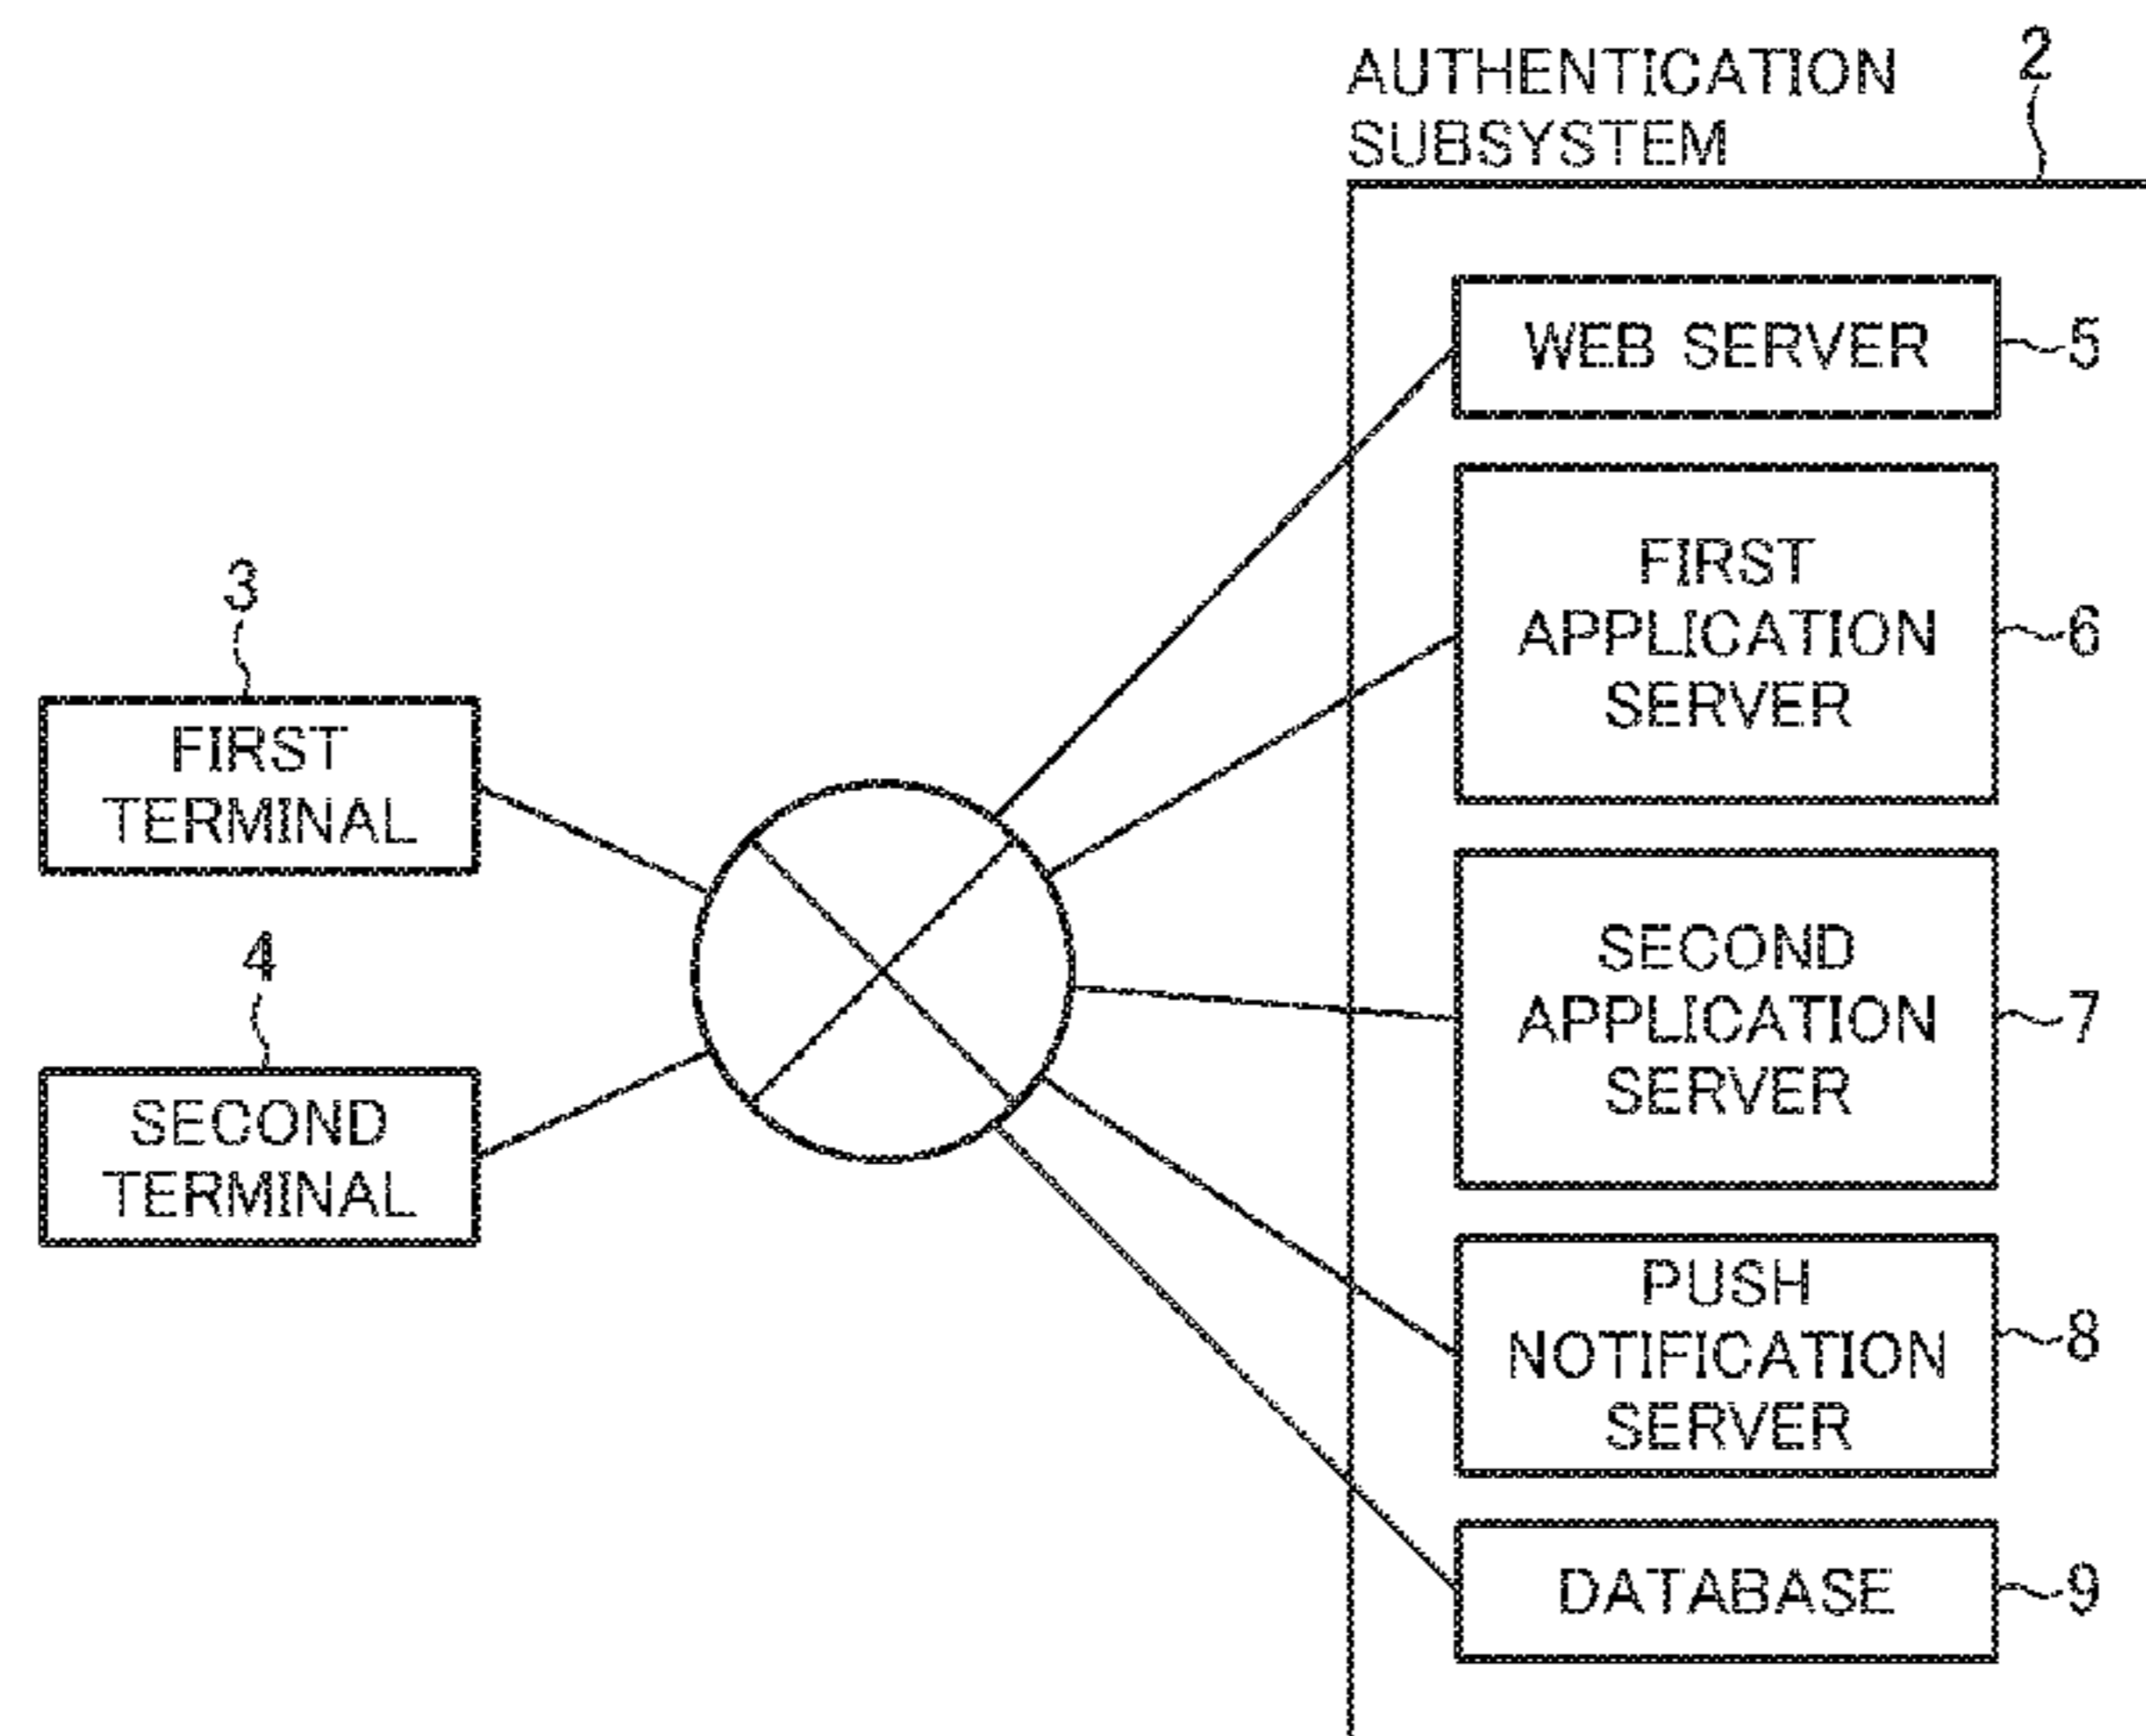 AUTHENTICATION
SUBSYSTEM
2
WEB SERVER
5
FIRST
APPLICATION
SERVER
6
3
FIRST
TERMINAL
SECOND
APPLICATION
SERVER
7
4
SECOND
TERMINAL
PUSH
NOTIFICATION
SERVER
8
DATABASE
9